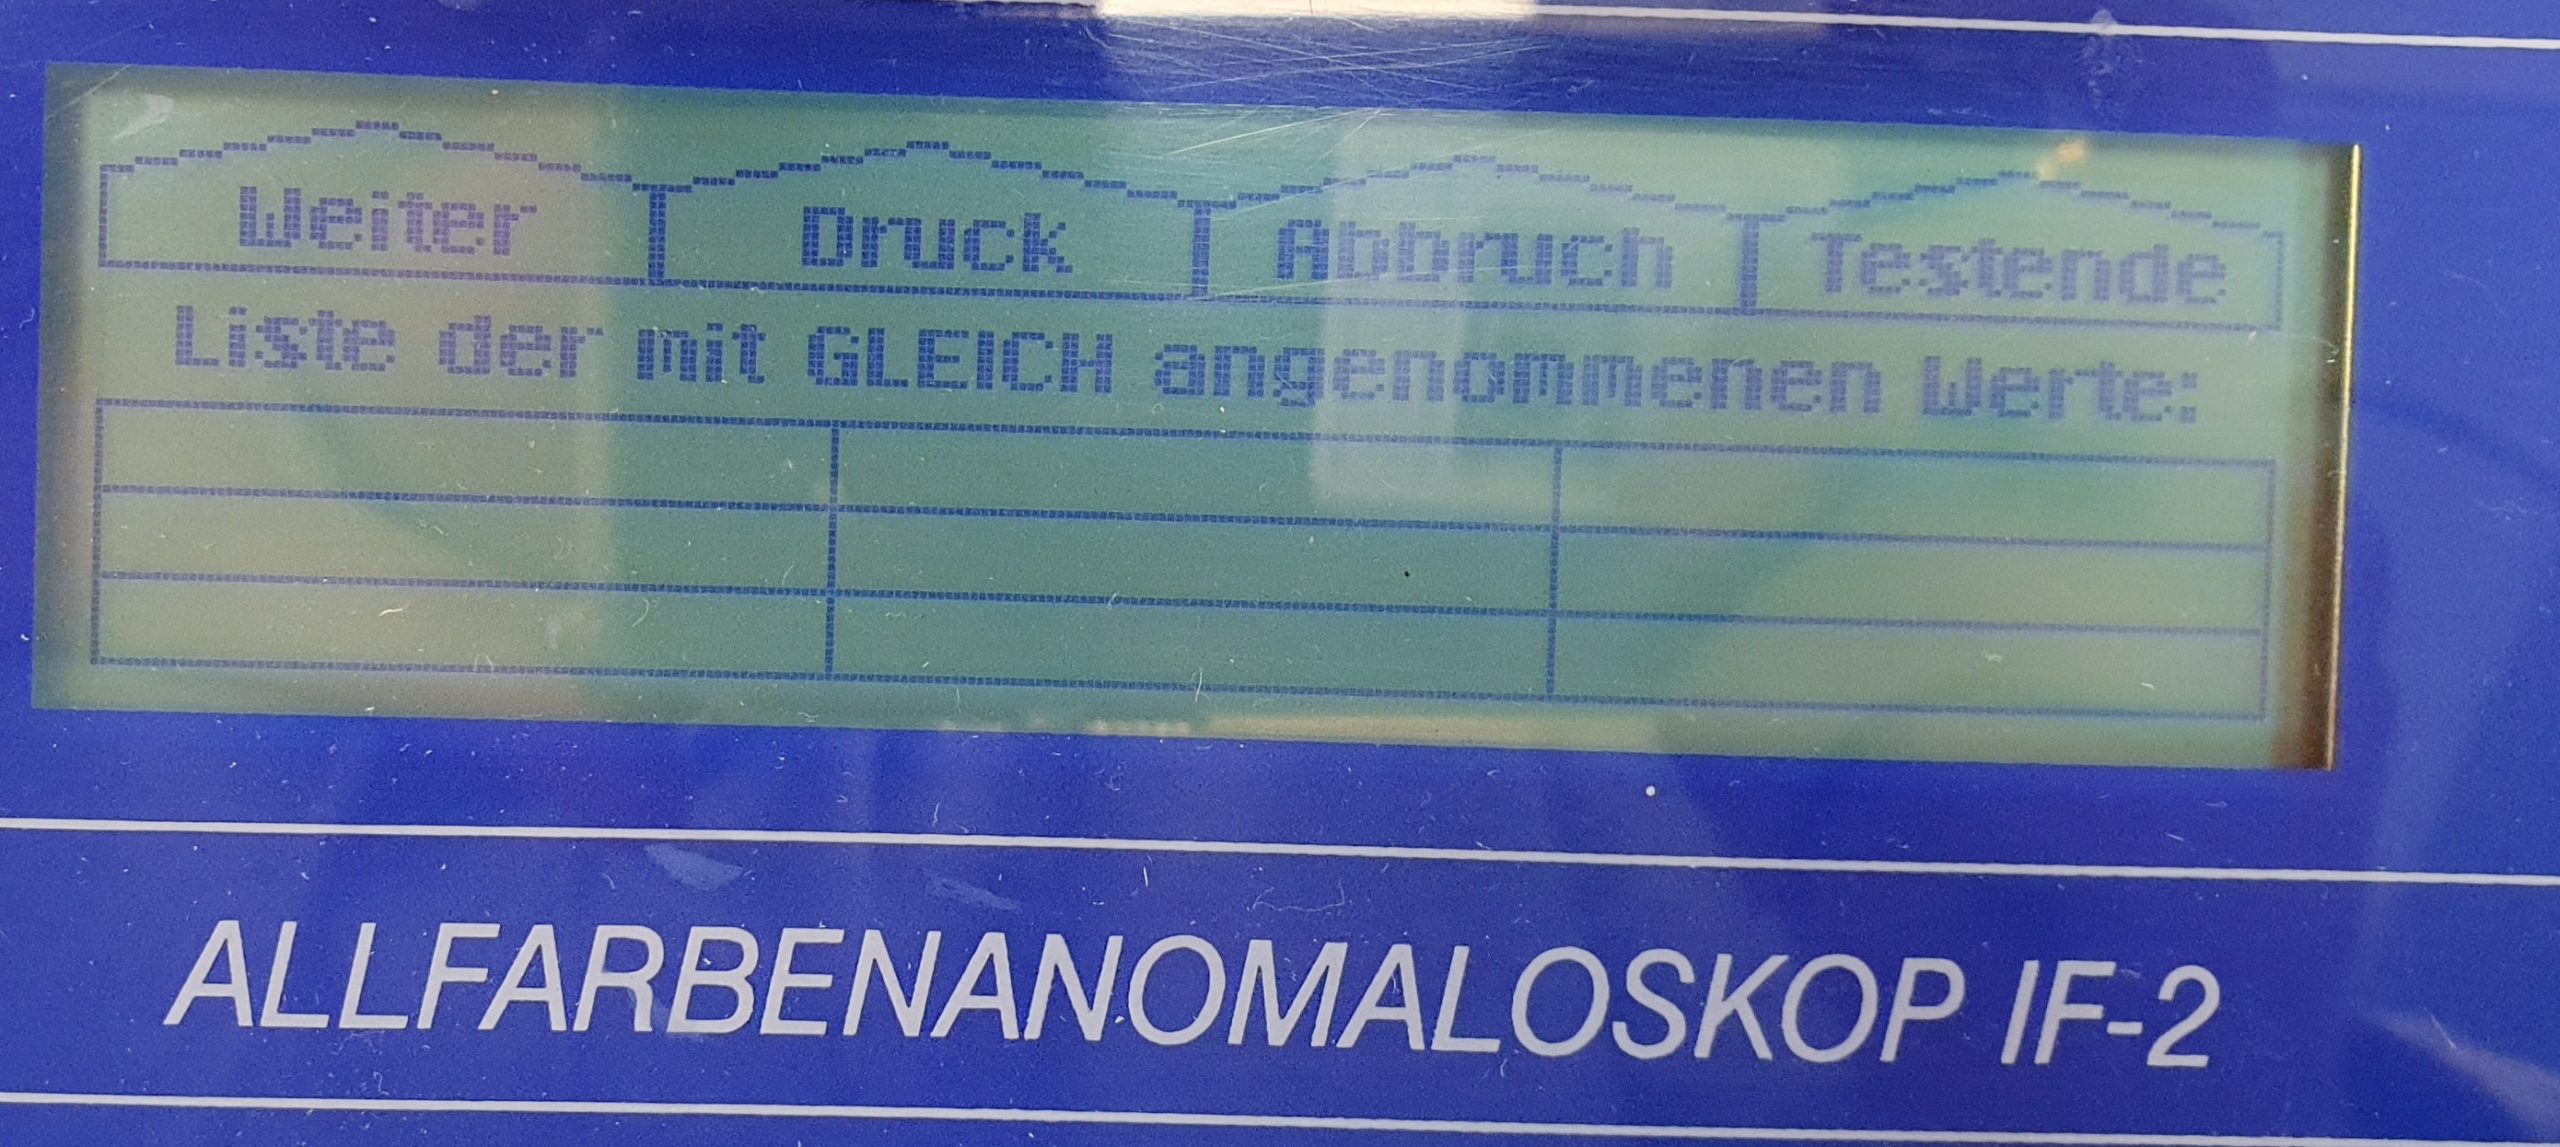 Weiter Druck Abbruch Testende
Liste der mit GLEICH angenommenen Werte:
ALLFARBENANOMALOSKOP IF-2